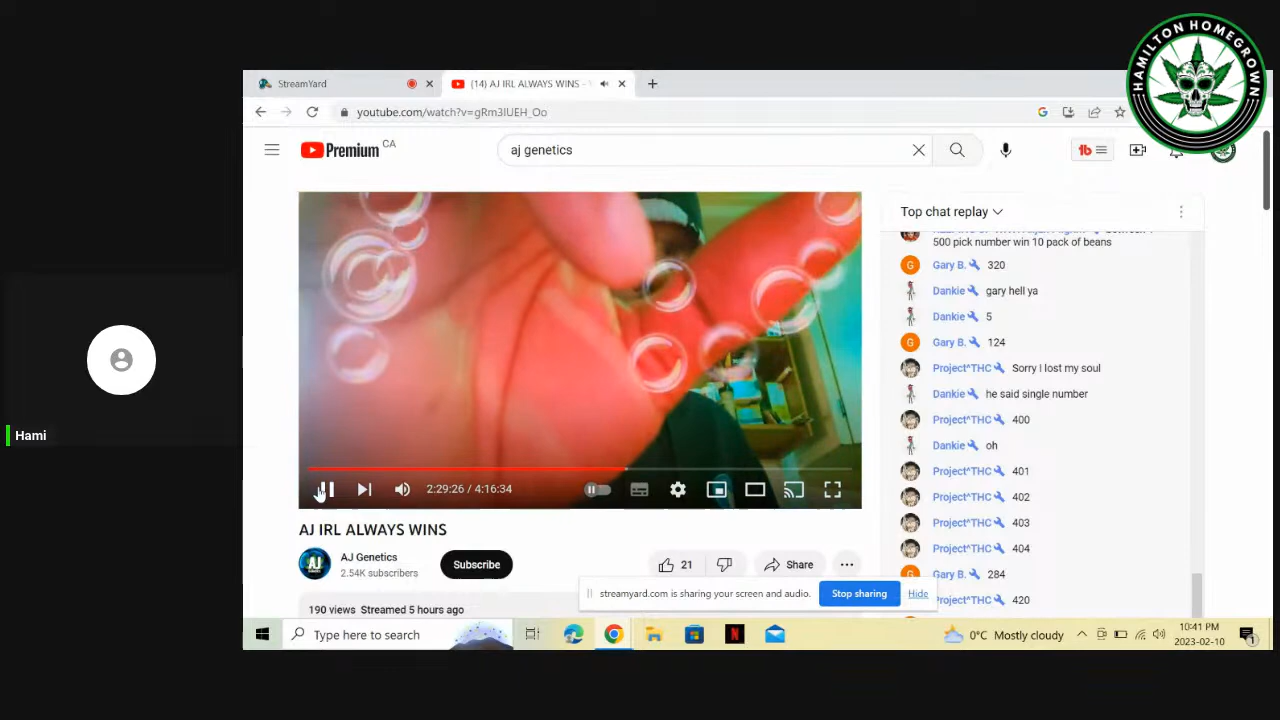 HAMILTON HOMEGROWN
StreamYard
(14) AJ IRL ALWAYS WINS -
youtube.com/watch?v=gRm3lUEH_Oo
Premium CA
aj genetics
Top chat replay
500 pick number win 10 pack of beans
Gary B. 320
Dankie gary hell ya
Dankie 5
Gary B. 124
Project^THC Sorry I lost my soul
Dankie he said single number
Project^THC 400
Dankie oh
Project^THC 401
Project^THC 402
Project^THC 403
Project^THC 404
Gary B. 284
Project^THC 420
2:29:26 / 4:16:34
AJ IRL ALWAYS WINS
AJ Genetics
2.54K subscribers
Subscribe
21
Share
190 views Streamed 5 hours ago
streamyard.com is sharing your screen and audio.
Stop sharing
Hide
Type here to search
0°C Mostly cloudy
10:41 PM
2023-02-10
Hami